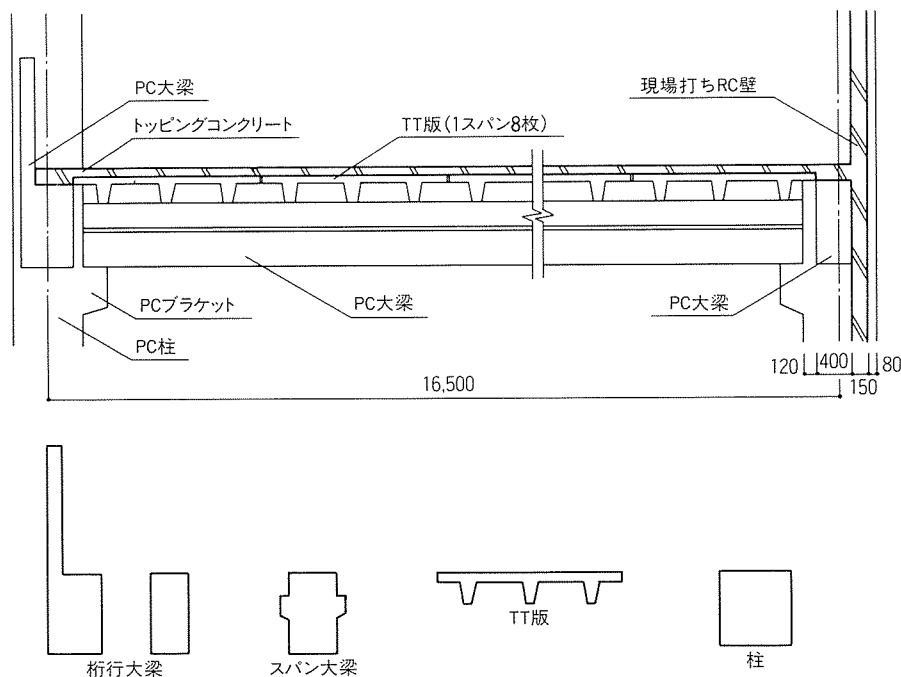 PC大梁
トッピングコンクリート
TT版(1スパン8枚)
現場打ちRC壁
PCブラケット
PC大梁
PC大梁
PC柱
120
400
150
80
16,500
桁行大梁
スパン大梁
TT版
柱